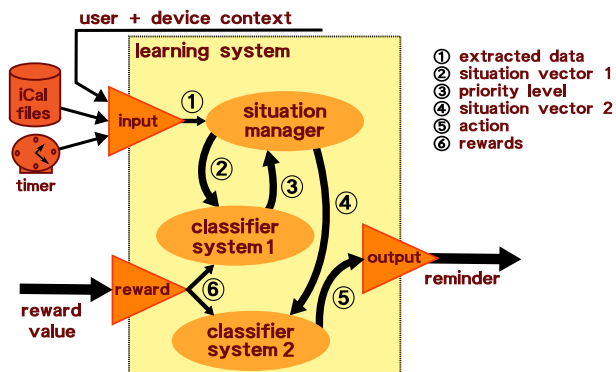 user + device context
learning system
iCal
files
input
timer
①
situation
manager
②
③
④
classifier
system 1
reward
⑥
reward
value
classifier
system 2
⑤
output
reminder
① extracted data
② situation vector 1
③ priority level
④ situation vector 2
⑤ action
⑥ rewards